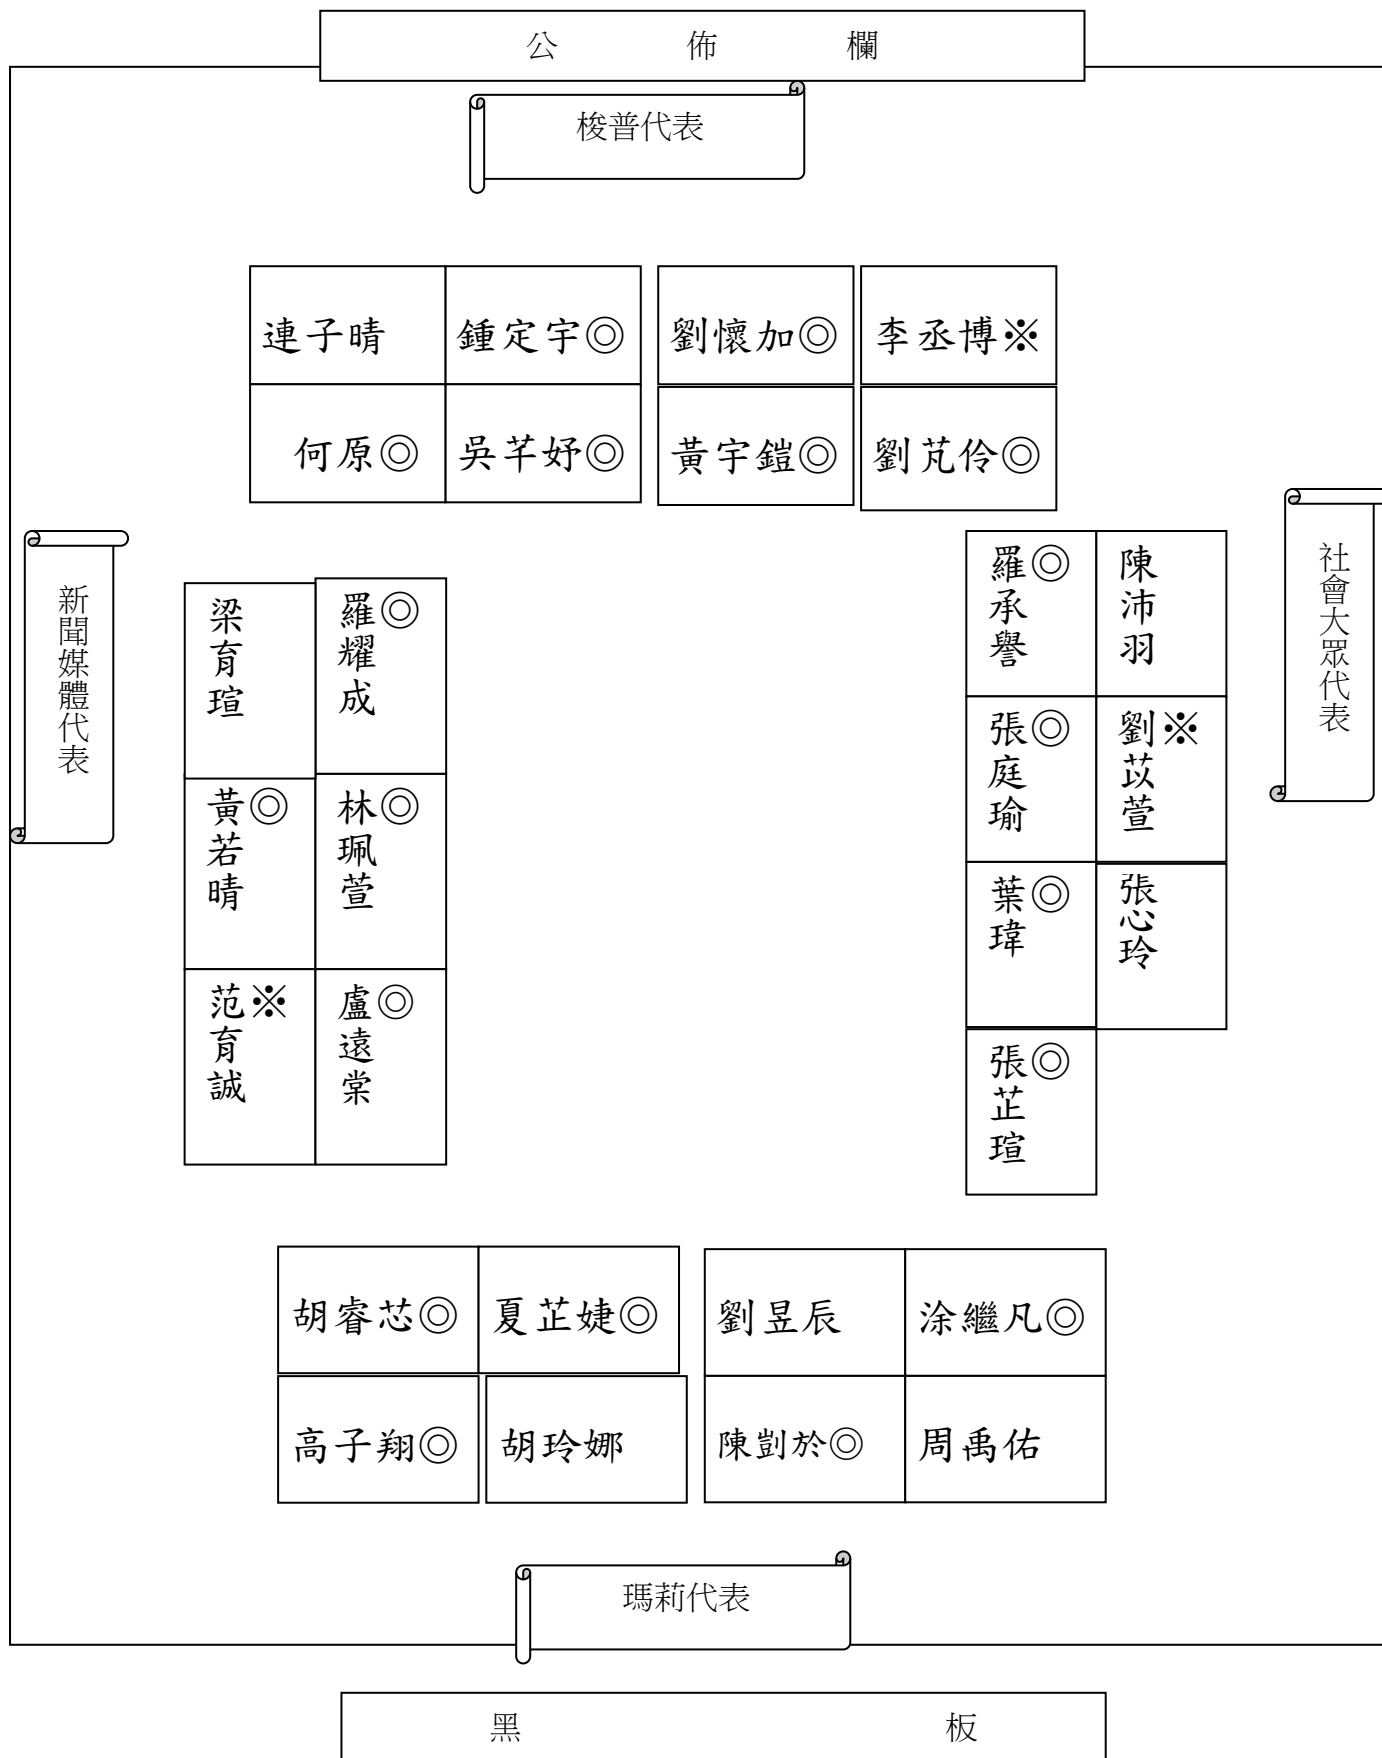 公佈欄
梭普代表
連子晴
鍾定宇◎
劉懷加◎
李丞博※
何原◎
吳芊妤◎
黃宇鎧◎
劉芃伶◎
新聞媒體代表
梁育瑄
羅耀成◎
黃若晴◎
林珮萱◎
范育誠※
盧遠棠◎
羅承譽◎
陳沛羽
張庭瑜◎
劉苡萱※
葉瑋◎
張心玲
張芷瑄◎
社會大眾代表
胡睿芯◎
夏芷婕◎
劉昱辰
涂繼凡◎
高子翔◎
胡玲娜
陳剴於◎
周禹佑
瑪莉代表
黑板